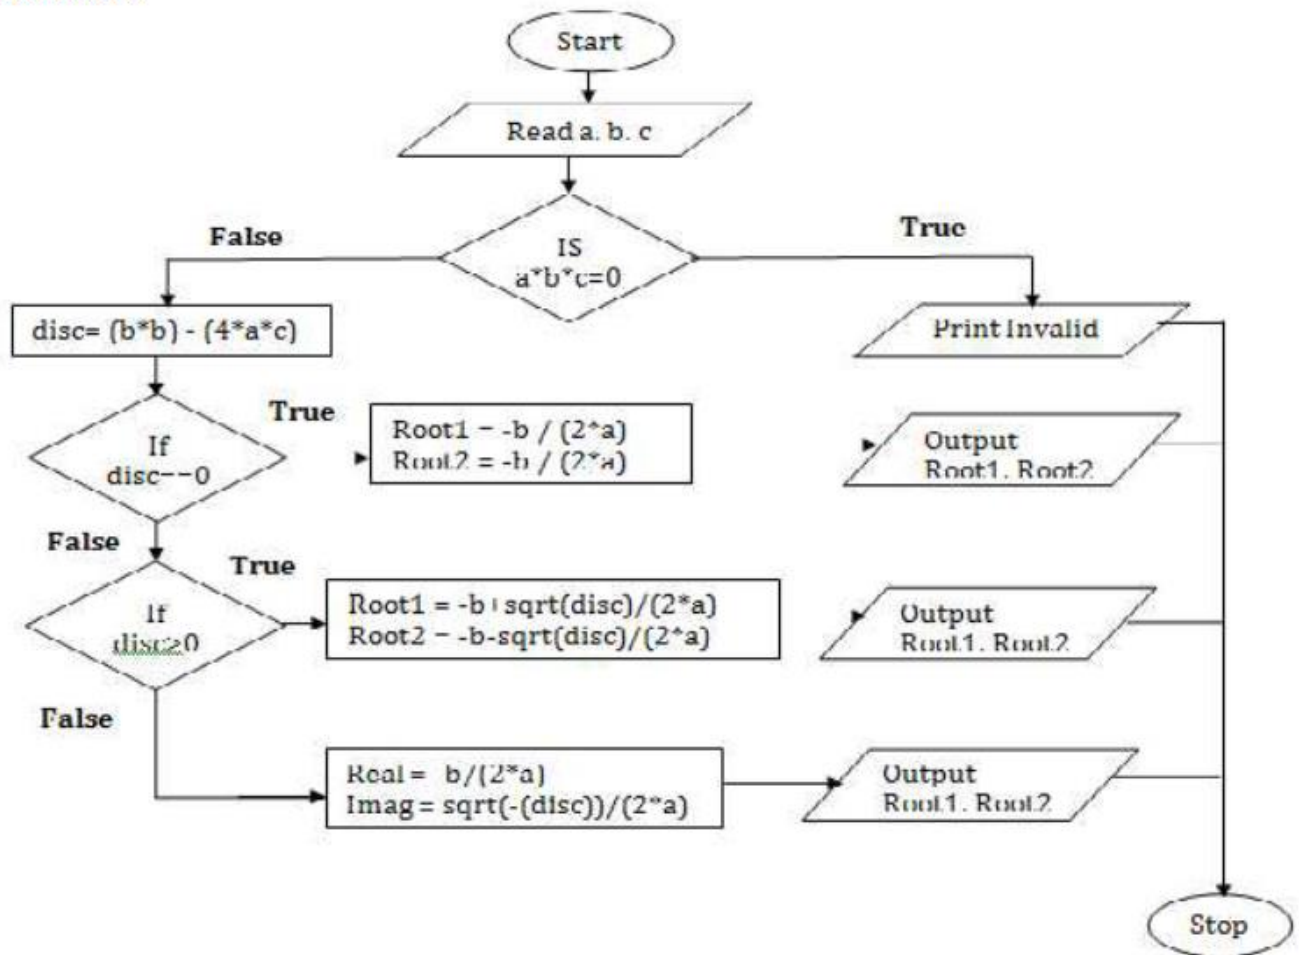 Start
Read a. b. c
False
True
IS
a*b*c=0
disc= (b*b) - (4*a*c)
Print Invalid
True
If
disc--0
Root1 - -b / (2*a)
Root2 = -b / (2*a)
Output
Root1. Root2
False
True
If
disc≥0
Root1 = -b+sqrt(disc)/(2*a)
Root2 - -b-sqrt(disc)/(2*a)
Output
Root1. Root2
False
Real = b/(2*a)
Imag = sqrt(-(disc))/(2*a)
Output
Root1. Root2
Stop